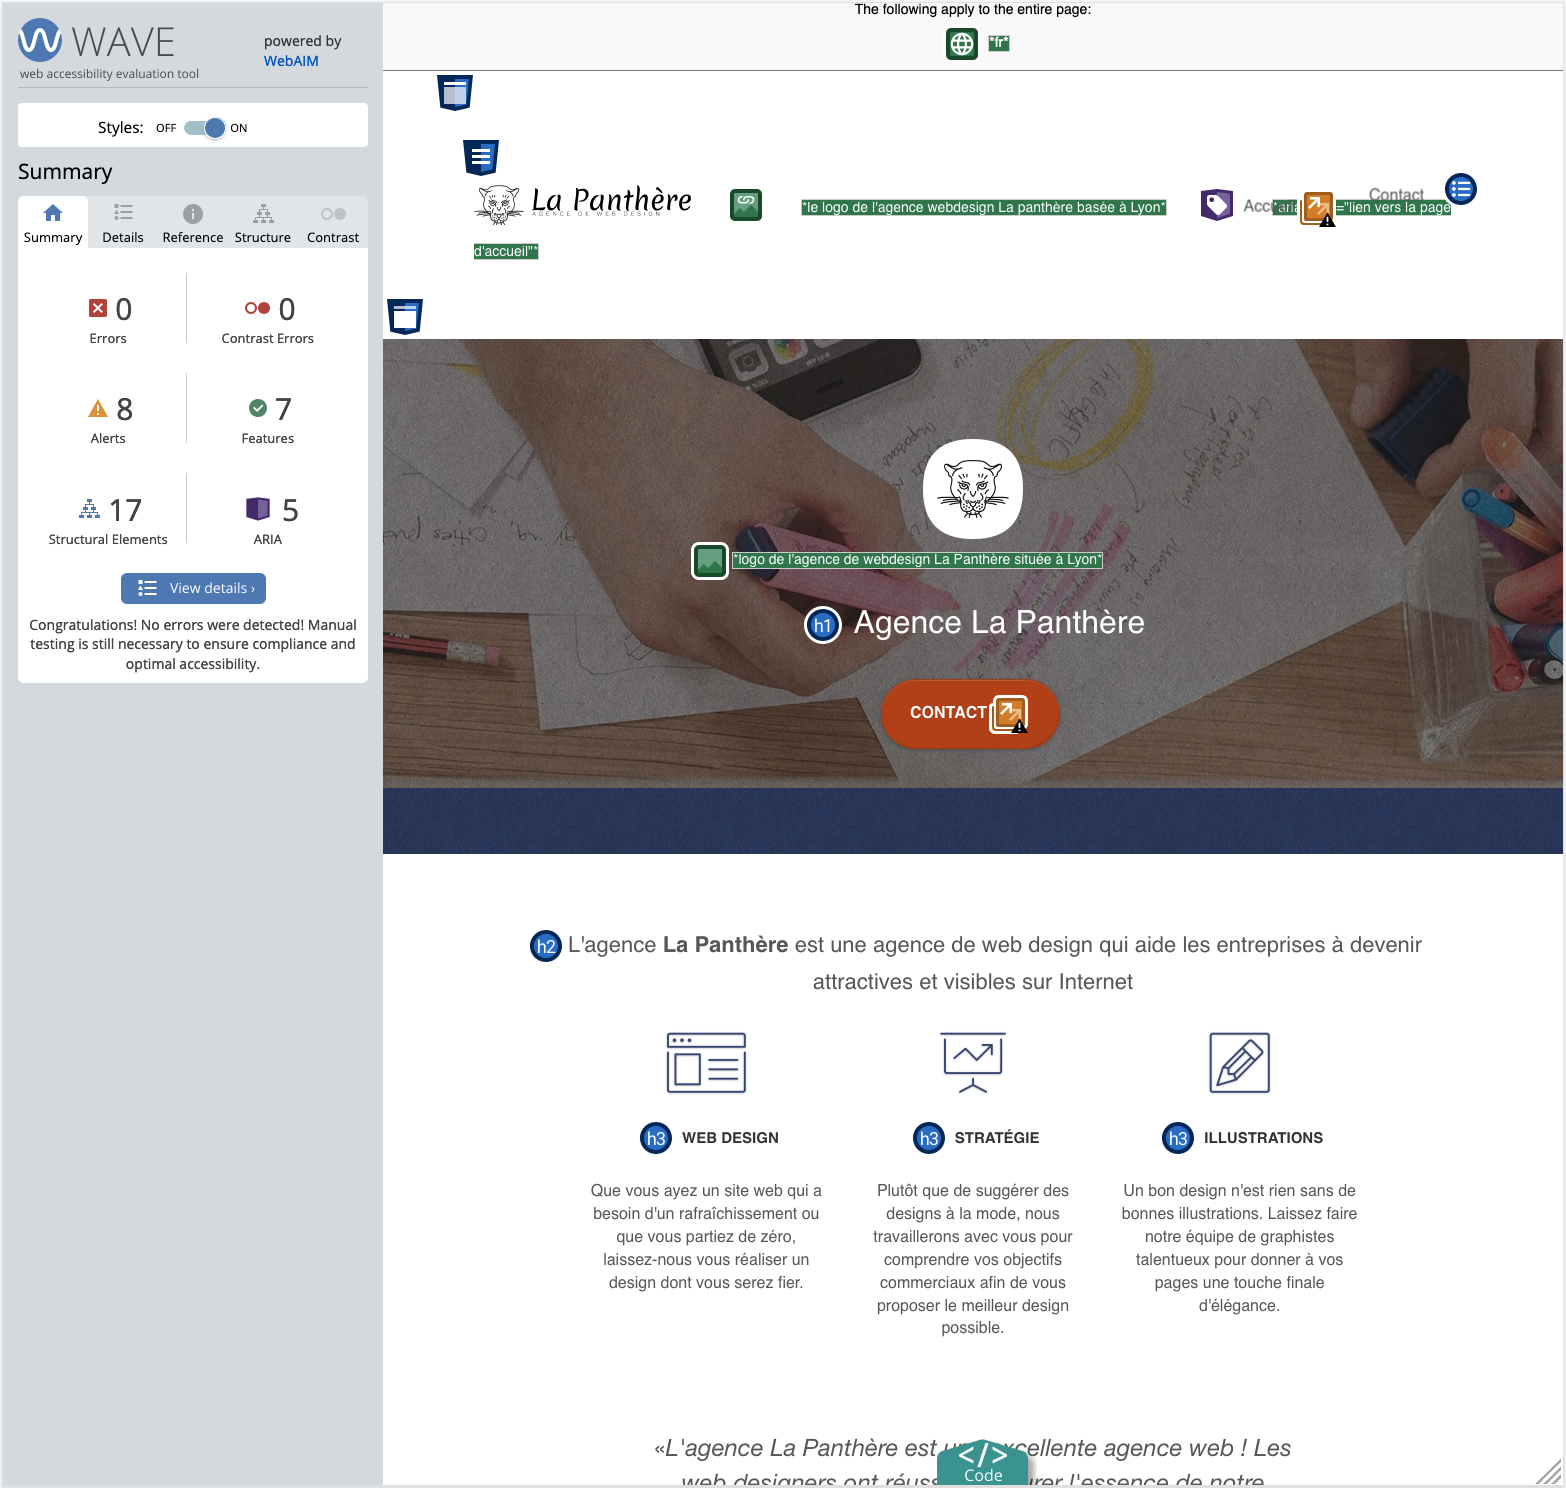 WAVE
web accessibility evaluation tool
powered by
WebAIM
Styles: OFF ON
Summary
Summary Details Reference Structure Contrast
0
Errors
0
Contrast Errors
8
Alerts
7
Features
17
Structural Elements
5
ARIA
View details ›
Congratulations! No errors were detected! Manual
testing is still necessary to ensure compliance and
optimal accessibility.
The following apply to the entire page:
*fr*
La Panthère
AGENCE DE WEB DESIGN
*le logo de l'agence webdesign La panthère basée à Lyon*
="lien vers la page
Contact
d'accueil"*
*logo de l'agence de webdesign La Panthère située à Lyon*
h1 Agence La Panthère
CONTACT
h2 L'agence La Panthère est une agence de web design qui aide les entreprises à devenir
attractives et visibles sur Internet
h3 WEB DESIGN
Que vous ayez un site web qui a
besoin d'un rafraîchissement ou
que vous partiez de zéro,
laissez-nous vous réaliser un
design dont vous serez fier.
h3 STRATÉGIE
Plutôt que de suggérer des
designs à la mode, nous
travaillerons avec vous pour
comprendre vos objectifs
commerciaux afin de vous
proposer le meilleur design
possible.
h3 ILLUSTRATIONS
Un bon design n'est rien sans de
bonnes illustrations. Laissez faire
notre équipe de graphistes
talentueux pour donner à vos
pages une touche finale
d'élégance.
«L'agence La Panthère est excellente agence web ! Les
web designers ont l'essence de notre
</>
Code